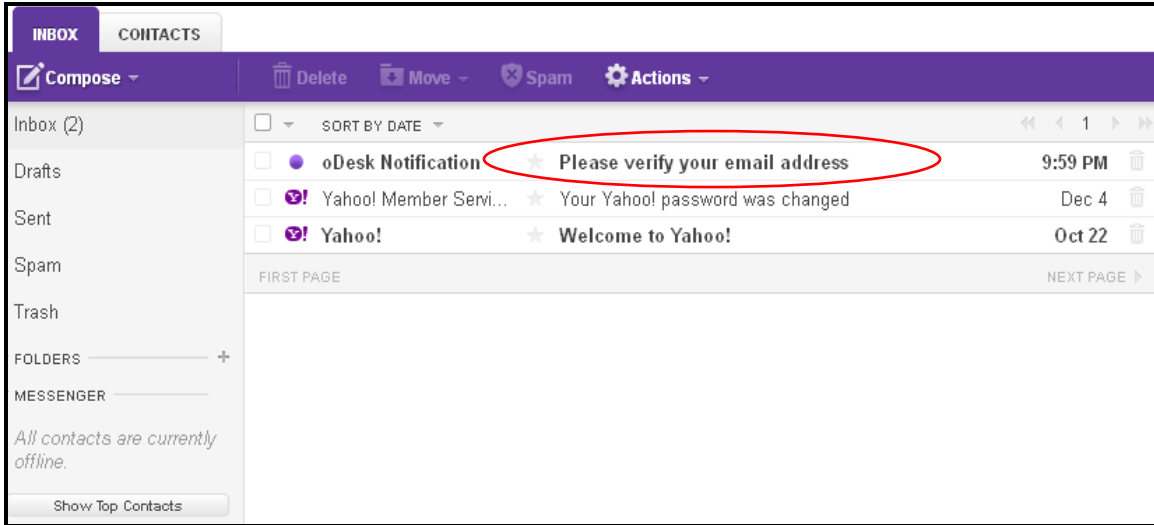 INBOX CONTACTS
Compose Delete Move Spam Actions
Inbox (2)
SORT BY DATE 1
Drafts
oDesk Notification Please verify your email address 9:59 PM
Yahoo! Member Servi... Your Yahoo! password was changed Dec 4
Sent
Yahoo! Welcome to Yahoo! Oct 22
Spam
FIRST PAGE NEXT PAGE
Trash
FOLDERS +
MESSENGER
All contacts are currently
offline.
Show Top Contacts